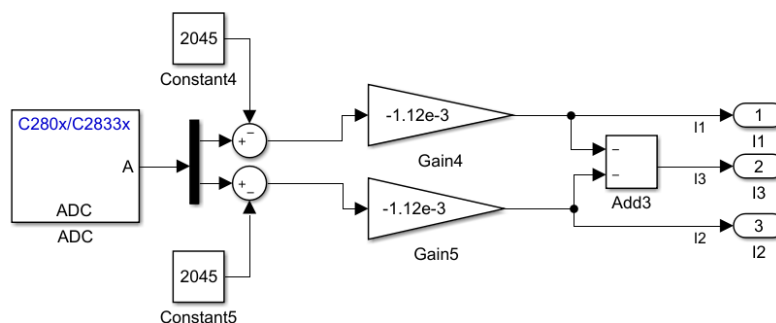 2045
Constant4
C280x/C2833x
A
ADC
ADC
+
−
-1.12e-3
Gain4
I1
1
I1
−
−
Add3
I3
2
I3
+
−
-1.12e-3
Gain5
I2
3
I2
2045
Constant5